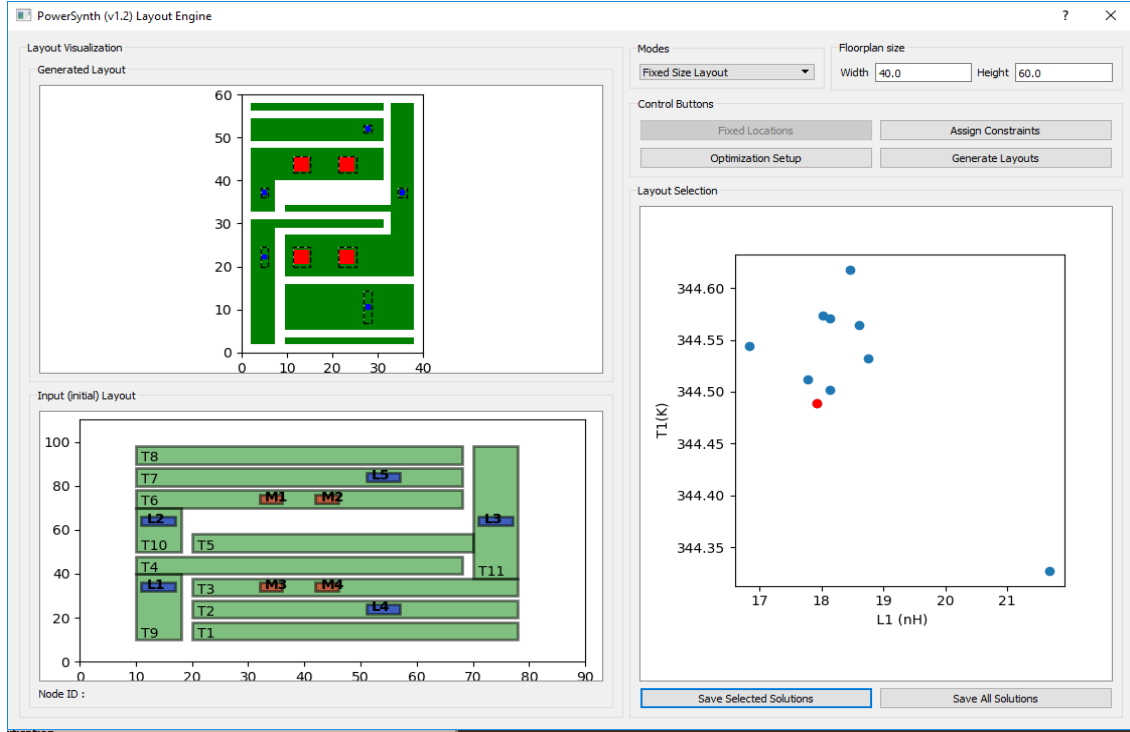 PowerSynth (v1.2) Layout Engine
? ×
Layout Visualization
Generated Layout
60
50
40
30
20
10
0
0 10 20 30 40
Input (initial) Layout
100
80
60
40
20
0
T8
T7 L5
T6 M1 M2
L2 L3
T10 T5
T4 T11
L1 T3 M3 M4
T2 L4
T9 T1
0 10 20 30 40 50 60 70 80 90
Node ID :
Modes
Fixed Size Layout
Floorplan size
Width 40.0 Height 60.0
Control Buttons
Fixed Locations Assign Constraints
Optimization Setup Generate Layouts
Layout Selection
344.60
344.55
344.50
344.45
344.40
344.35
T1(K)
17 18 19 20 21
L1 (nH)
Save Selected Solutions Save All Solutions